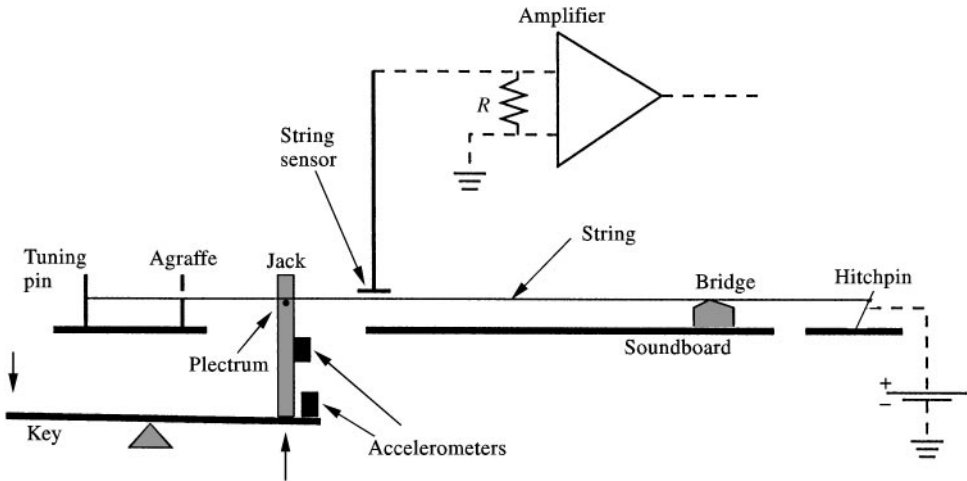 Amplifier
R
String
sensor
Tuning
pin
Agraffe
Jack
String
Bridge
Hitchpin
Plectrum
Soundboard
+
−
Key
Accelerometers